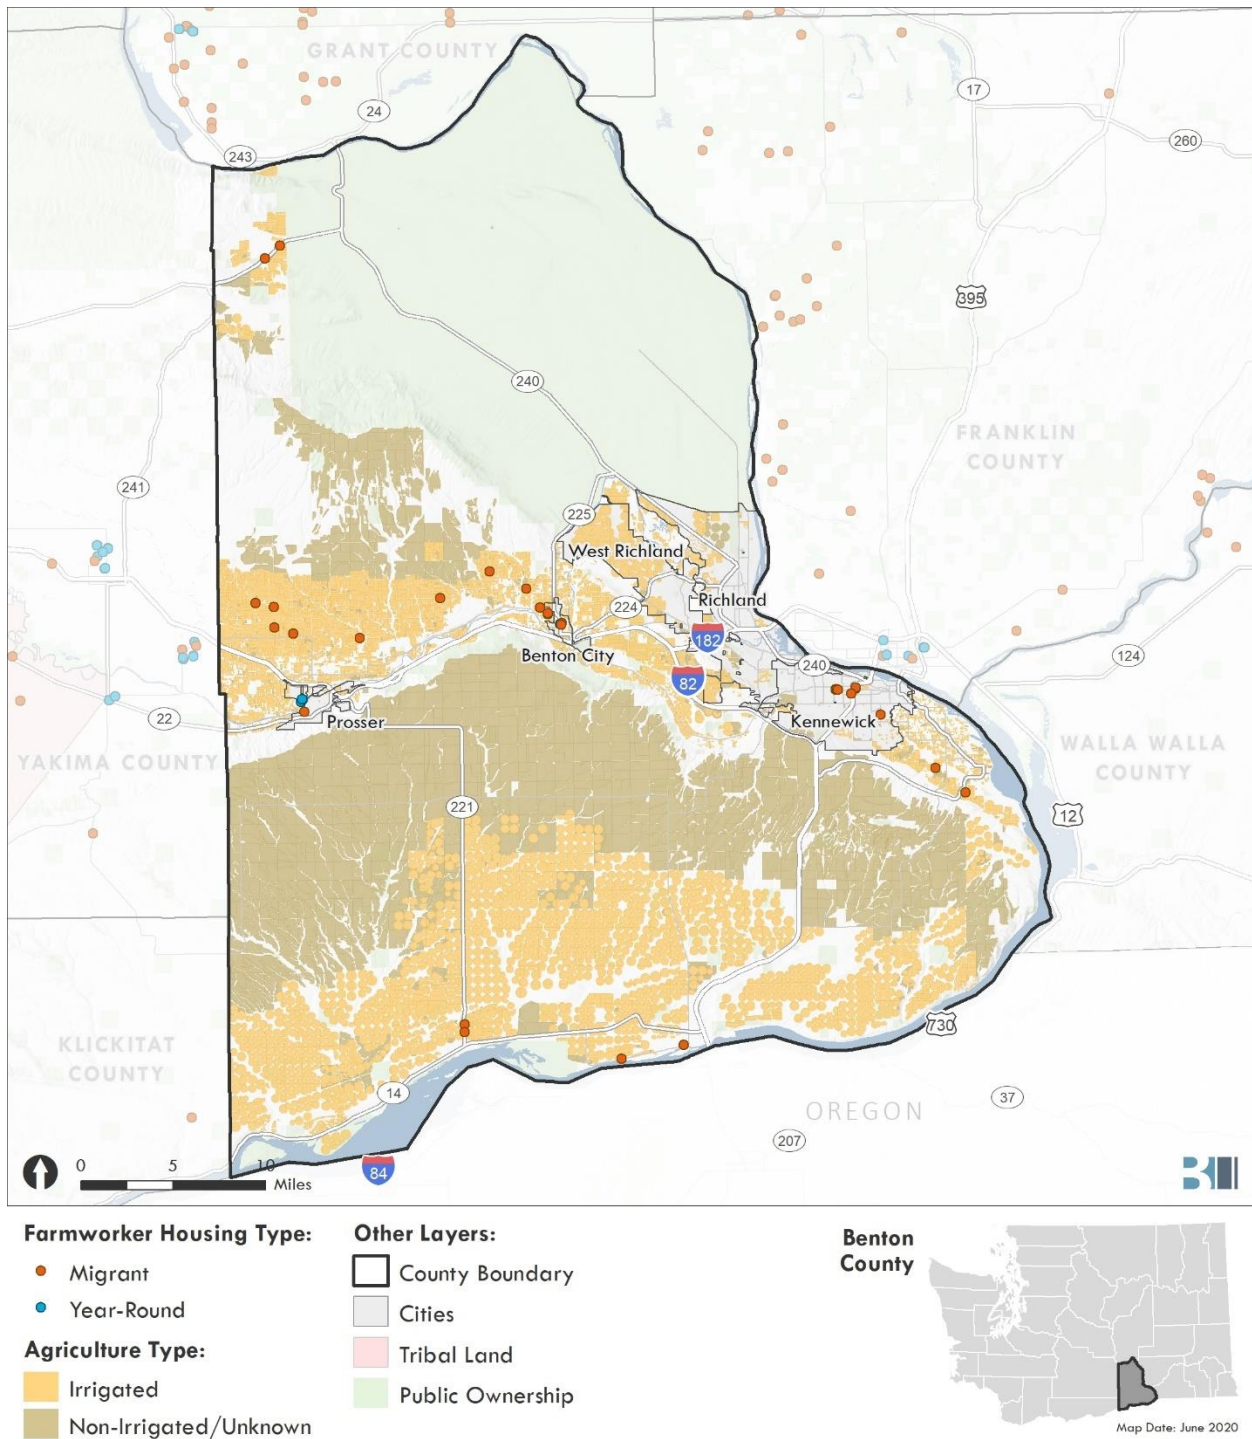 GRANT COUNTY
24
17
243
260
395
240
FRANKLIN
COUNTY
241
225
West Richland
Richland
224
182
Benton City
240
124
82
22
Prosser
Kennewick
YAKIMA COUNTY
WALLA WALLA
COUNTY
221
12
730
KLICKITAT
COUNTY
14
OREGON
37
207
84
0 5 10
Miles
Farmworker Housing Type:
Migrant
Year-Round
Agriculture Type:
Irrigated
Non-Irrigated/Unknown
Other Layers:
County Boundary
Cities
Tribal Land
Public Ownership
Benton
County
Map Date: June 2020